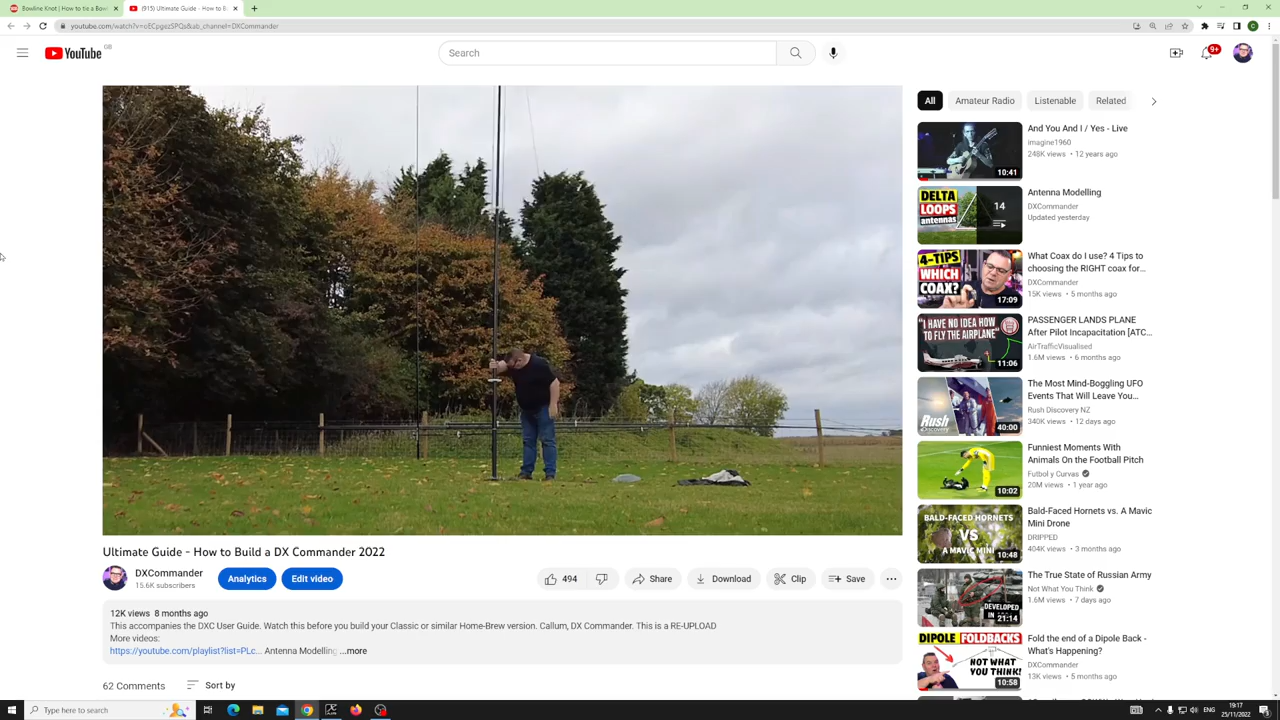 Bowline Knot | How to tie a Bowl
(915) Ultimate Guide - How to B
youtube.com/watch?v=oECpgezSPQs&ab_channel=DXCommander
YouTube GB
Search
9+
All
Amateur Radio
Listenable
Related
And You And I / Yes - Live
imagine1960
248K views • 12 years ago
10:41
DELTA
LOOPS
antennas
14
Antenna Modelling
DXCommander
Updated yesterday
4-TIPS
WHICH
COAX?
17:09
What Coax do I use? 4 Tips to
choosing the RIGHT coax for...
DXCommander
15K views • 5 months ago
"I HAVE NO IDEA HOW
TO FLY THE AIRPLANE"
11:06
PASSENGER LANDS PLANE
After Pilot Incapacitation [ATC...
AirTrafficVisualised
1.6M views • 6 months ago
Rush
Discovery
40:00
The Most Mind-Boggling UFO
Events That Will Leave You...
Rush Discovery NZ
340K views • 12 days ago
10:02
Funniest Moments With
Animals On the Football Pitch
Futbol y Curvas
20M views • 1 year ago
BALD-FACED HORNETS
VS
A MAVIC MINI
10:48
Bald-Faced Hornets vs. A Mavic
Mini Drone
DRIPPED
404K views • 3 months ago
DEVELOPED
IN
21:14
The True State of Russian Army
Not What You Think
1.6M views • 7 days ago
DIPOLE FOLDBACKS
NOT WHAT
YOU THINK!
10:58
Fold the end of a Dipole Back -
What's Happening?
DXCommander
13K views • 5 months ago
Ultimate Guide - How to Build a DX Commander 2022
DXCommander
15.6K subscribers
Analytics
Edit video
494
Share
Download
Clip
Save
12K views 8 months ago
This accompanies the DXC User Guide. Watch this before you build your Classic or similar Home-Brew version. Callum, DX Commander. This is a RE-UPLOAD
More videos:
https://youtube.com/playlist?list=PLc... Antenna Modelling ...more
62 Comments
Sort by
Type here to search
ENG
19:17
25/11/2022